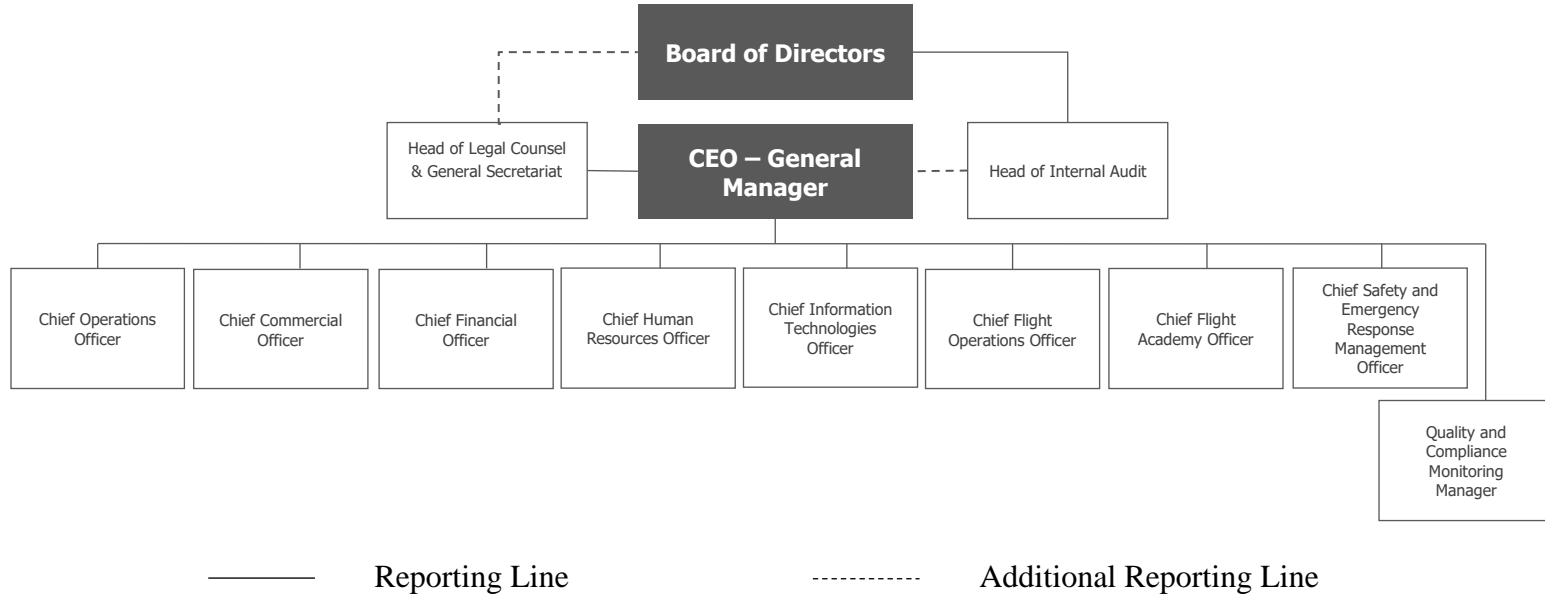 Board of Directors
Head of Legal Counsel
& General Secretariat
CEO – General
Manager
Head of Internal Audit
Chief Operations
Officer
Chief Commercial
Officer
Chief Financial
Officer
Chief Human
Resources Officer
Chief Information
Technologies
Officer
Chief Flight
Operations Officer
Chief Flight
Academy Officer
Chief Safety and
Emergency
Response
Management
Officer
Quality and
Compliance
Monitoring
Manager
Reporting Line
Additional Reporting Line